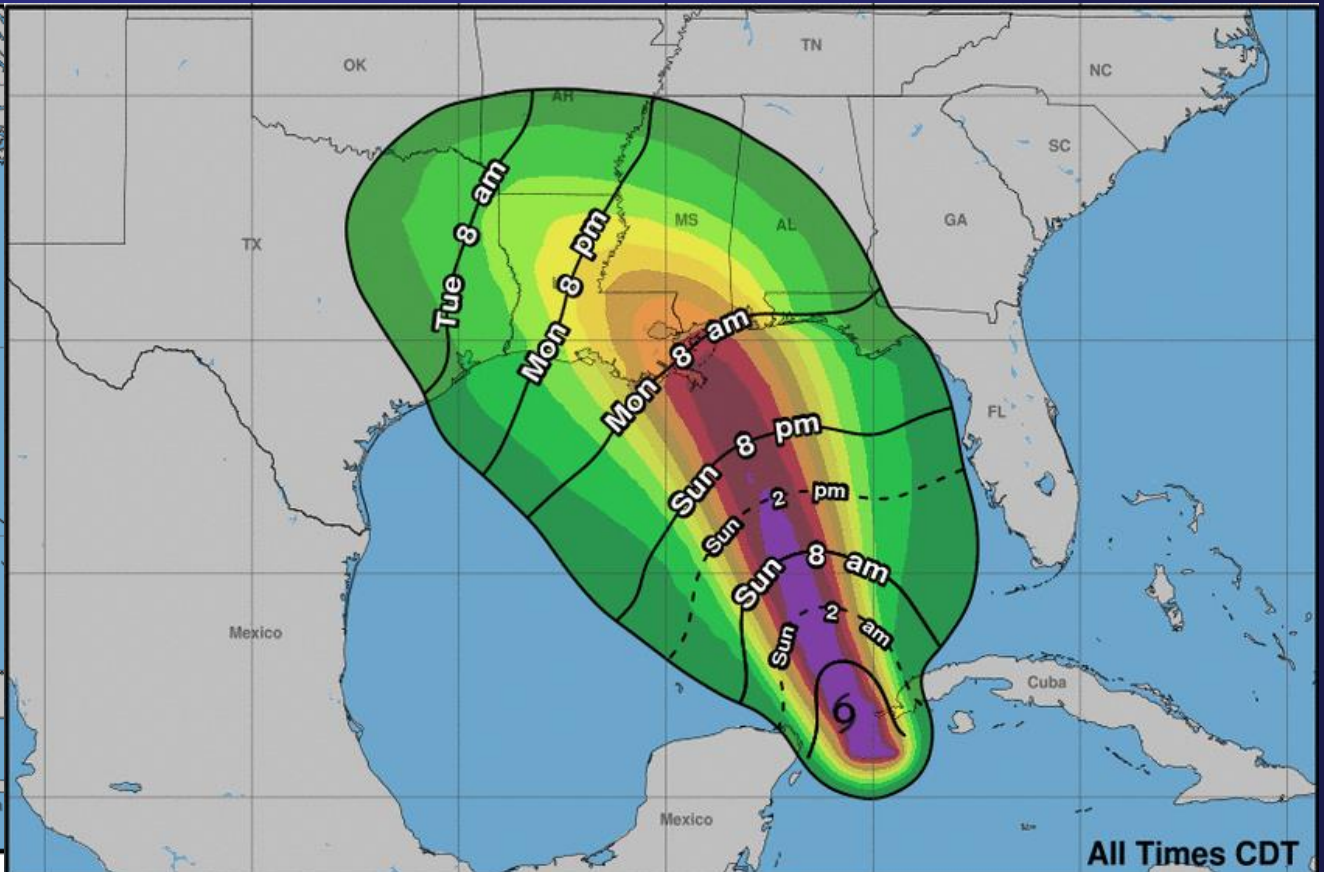 TN
OK
NC
AR
SC
Tue 8 am
Mon 8 pm
MS
AL
GA
TX
Mon 8 am
FL
Sun 8 pm
Sun 2 pm
Sun 8 am
Sun 2 am
Mexico
Cuba
Mexico
All Times CDT